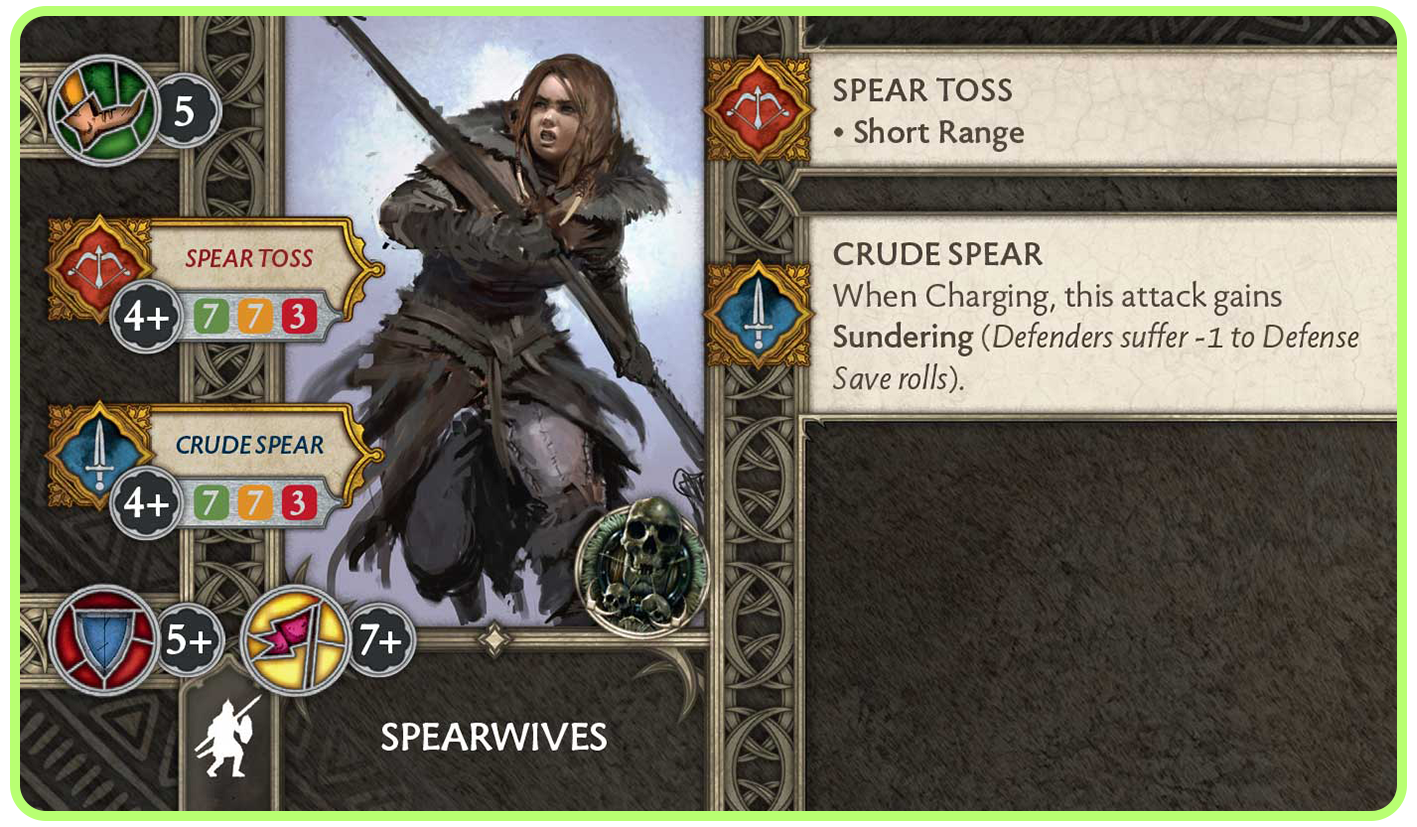 5
SPEAR TOSS
4+ 7 7 3
CRUDE SPEAR
4+ 7 7 3
5+ 7+
SPEARWIVES
SPEAR TOSS
• Short Range
CRUDE SPEAR
When Charging, this attack gains
Sundering (Defenders suffer -1 to Defense
Save rolls).